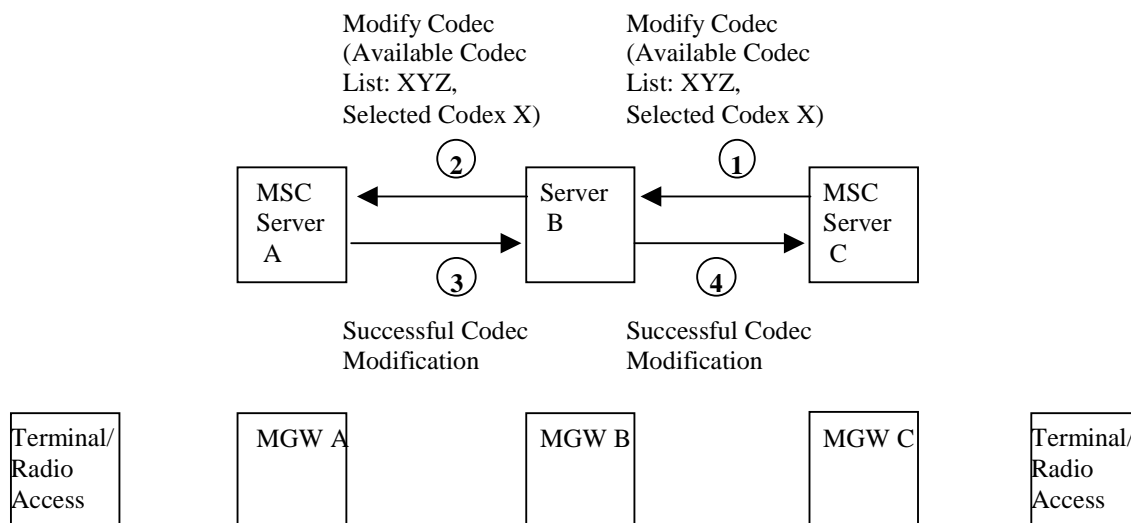 Modify Codec
(Available Codec
List: XYZ,
Selected Codex X)
Modify Codec
(Available Codec
List: XYZ,
Selected Codex X)
2
1
MSC
Server
A
Server
B
MSC
Server
C
3
4
Successful Codec
Modification
Successful Codec
Modification
Terminal/
Radio
Access
MGW A
MGW B
MGW C
Terminal/
Radio
Access